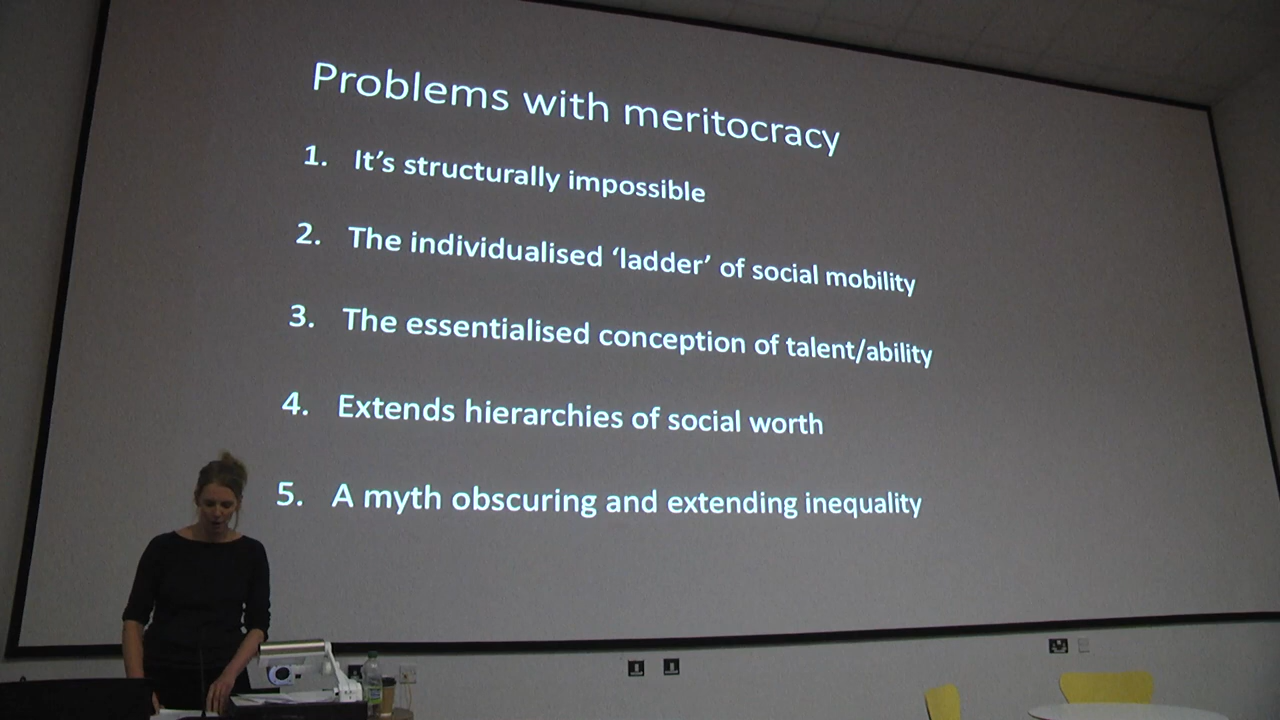 Problems with meritocracy
1. It's structurally impossible
2. The individualised ‘ladder’ of social mobility
3. The essentialised conception of talent/ability
4. Extends hierarchies of social worth
5. A myth obscuring and extending inequality